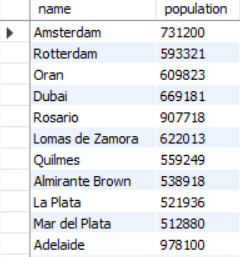 name population
Amsterdam 731200
Rotterdam 593321
Oran 609823
Dubai 669181
Rosario 907718
Lomas de Zamora 622013
Quilmes 559249
Almirante Brown 538918
La Plata 521936
Mar del Plata 512880
Adelaide 978100